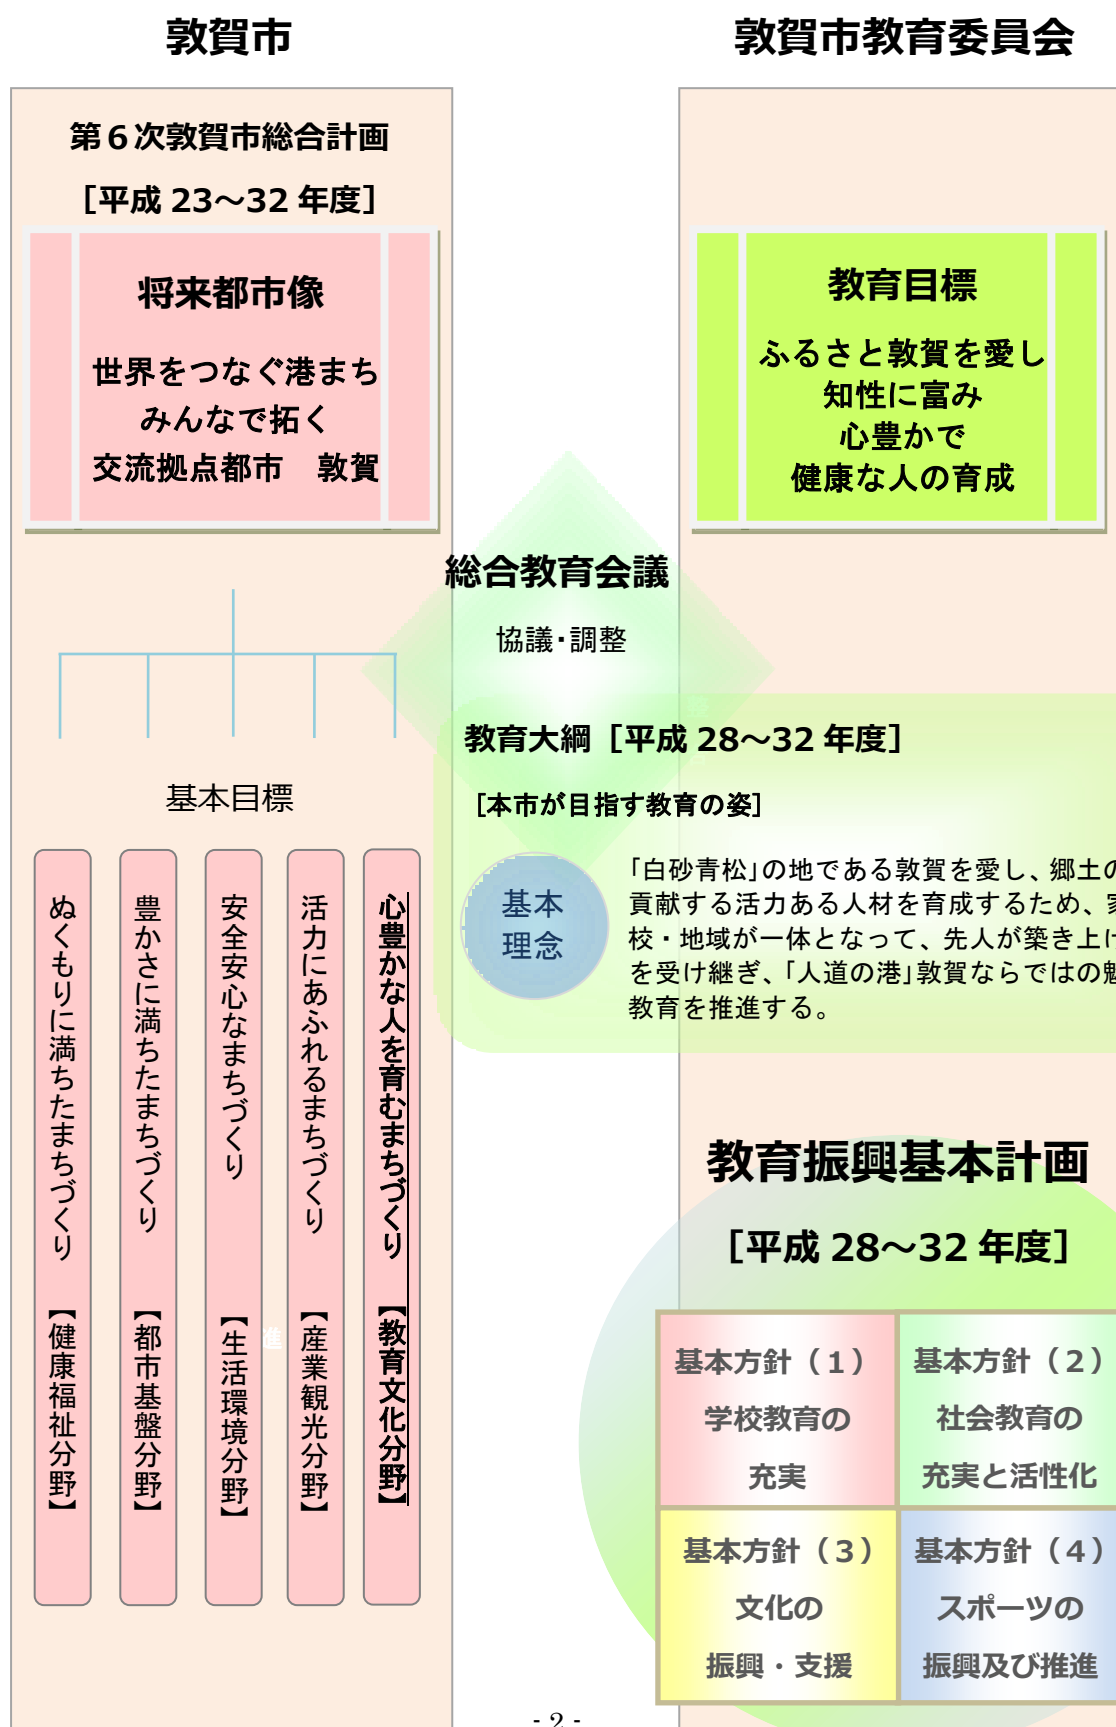 敦賀市
第６次敦賀市総合計画
［平成 23～32 年度］
将来都市像
世界をつなぐ港まち
みんなで拓く
交流拠点都市　敦賀
基本目標
ぬくもりに満ちたまちづくり　【健康福祉分野】
豊かさに満ちたまちづくり　【都市基盤分野】
安全安心なまちづくり　【生活環境分野】
活力にあふれるまちづくり　【産業観光分野】
心豊かな人を育むまちづくり　【教育文化分野】
進
敦賀市教育委員会
教育目標
ふるさと敦賀を愛し
知性に富み
心豊かで
健康な人の育成
総合教育会議
協議・調整
教育大綱［平成 28～32 年度］
［本市が目指す教育の姿］
基本
理念
「白砂青松」の地である敦賀を愛し、郷土の
貢献する活力ある人材を育成するため、家
校・地域が一体となって、先人が築き上げ
を受け継ぎ、「人道の港」敦賀ならではの魅
教育を推進する。
教育振興基本計画
［平成 28～32 年度］
基本方針（１）
学校教育の
充実
基本方針（２）
社会教育の
充実と活性化
基本方針（３）
文化の
振興・支援
基本方針（４）
スポーツの
振興及び推進
- 2 -